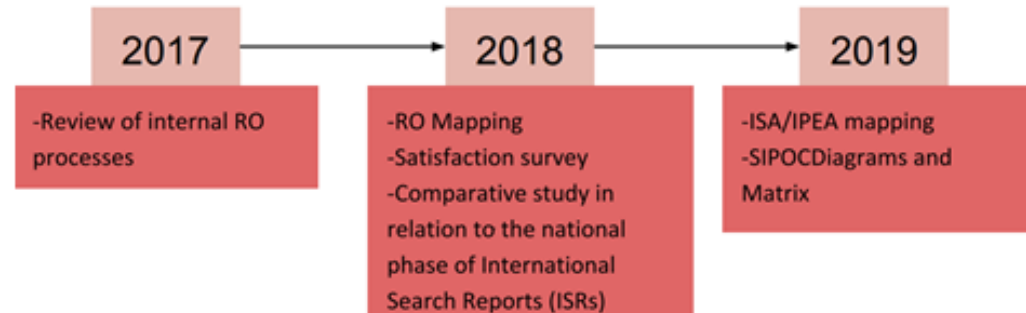 2017
-Review of internal RO
processes
2018
-RO Mapping
-Satisfaction survey
-Comparative study in
relation to the national
phase of International
Search Reports (ISRs)
2019
-ISA/IPEA mapping
-SIPOCDiagrams and
Matrix